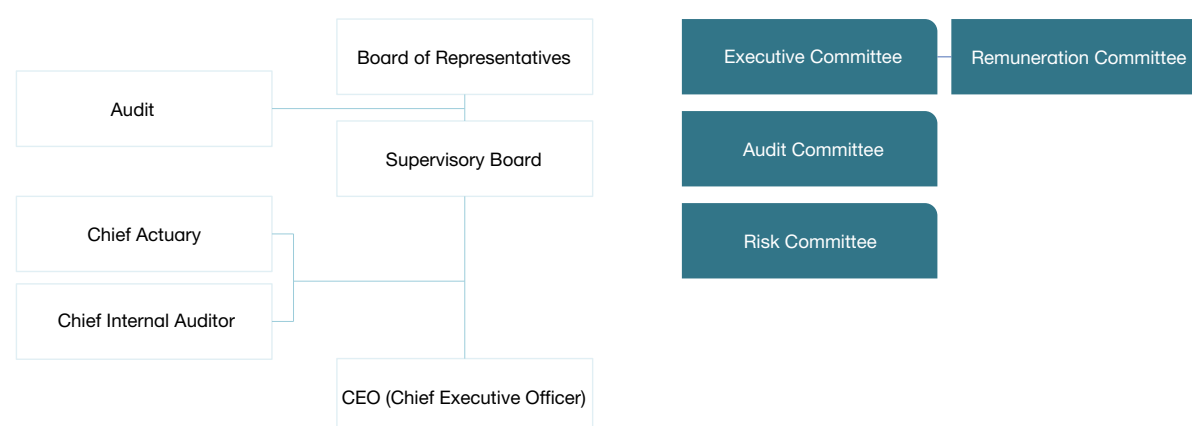 Board of Representatives
Audit
Supervisory Board
Chief Actuary
Chief Internal Auditor
CEO (Chief Executive Officer)
Executive Committee
Remuneration Committee
Audit Committee
Risk Committee